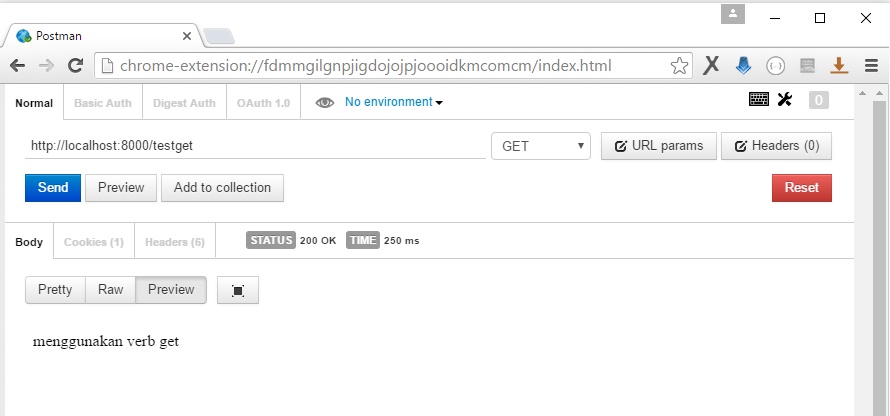 Postman
chrome-extension://fdmmgilgnpjigdojojpjoooidkmcomcm/index.html
Normal Basic Auth Digest Auth OAuth 1.0 No environment 0
http://localhost:8000/testget GET URL params Headers (0)
Send Preview Add to collection Reset
Body Cookies (1) Headers (6) STATUS 200 OK TIME 250 ms
Pretty Raw Preview
menggunakan verb get